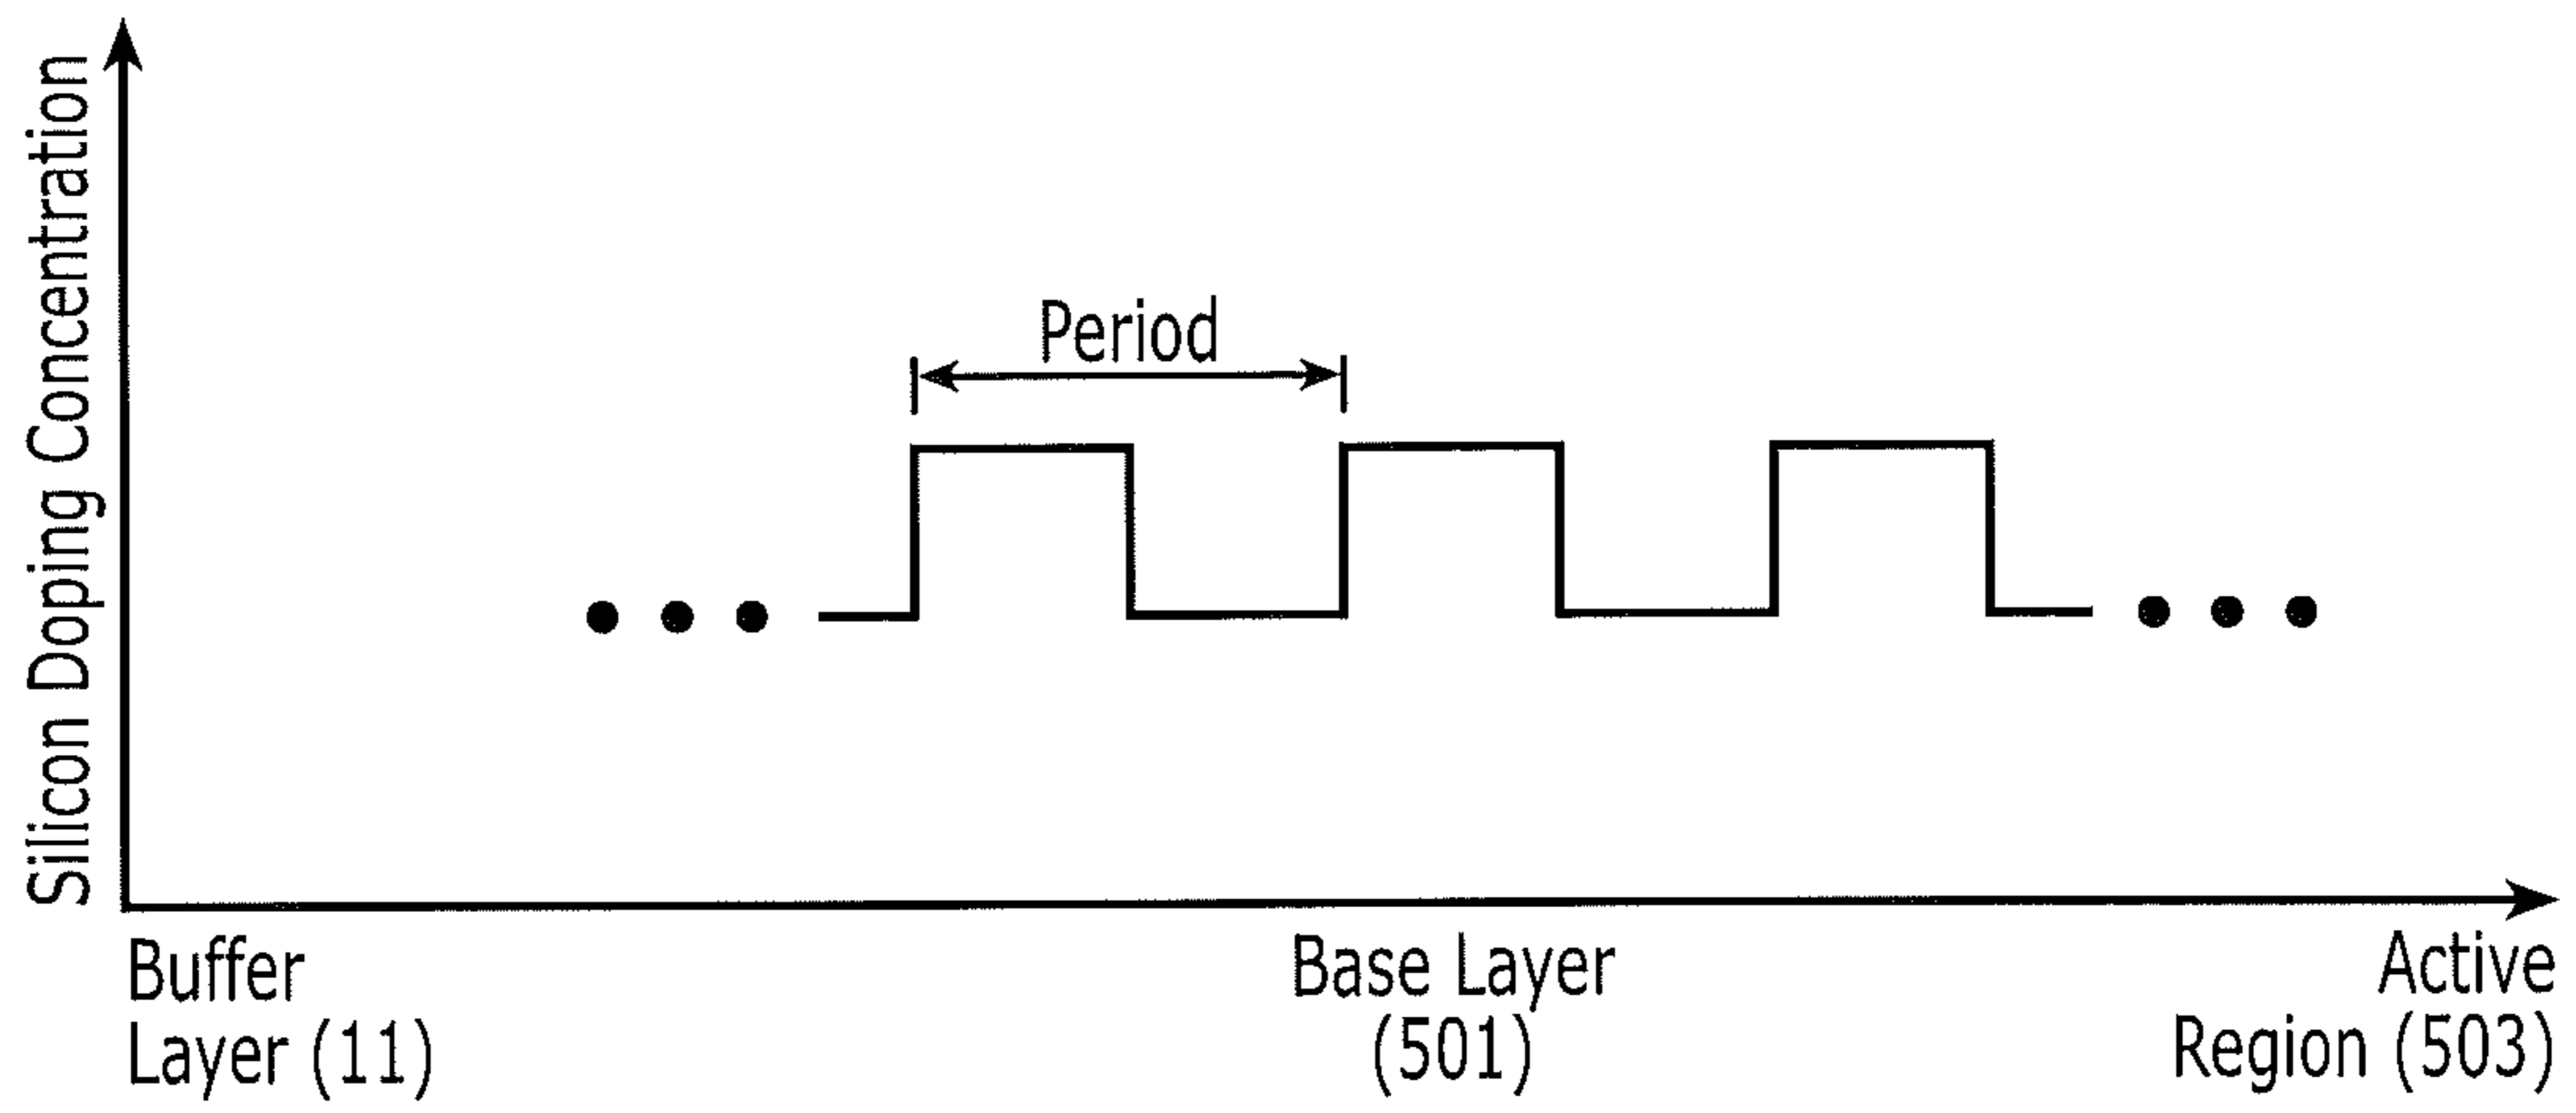 Silicon Doping Concentration
Period
Buffer
Layer (11)
Base Layer
(501)
Active
Region (503)